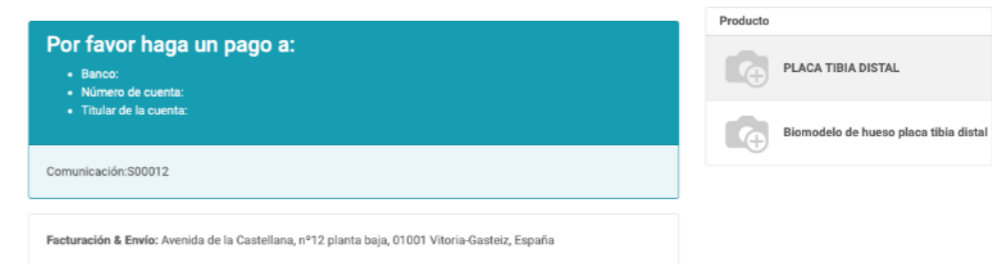 Por favor haga un pago a:
• Banco:
• Número de cuenta:
• Titular de la cuenta:
Comunicación:S00012
Facturación & Envío: Avenida de la Castellana, nº12 planta baja, 01001 Vitoria-Gasteiz, España
Producto
PLACA TIBIA DISTAL
Biomodelo de hueso placa tibia distal